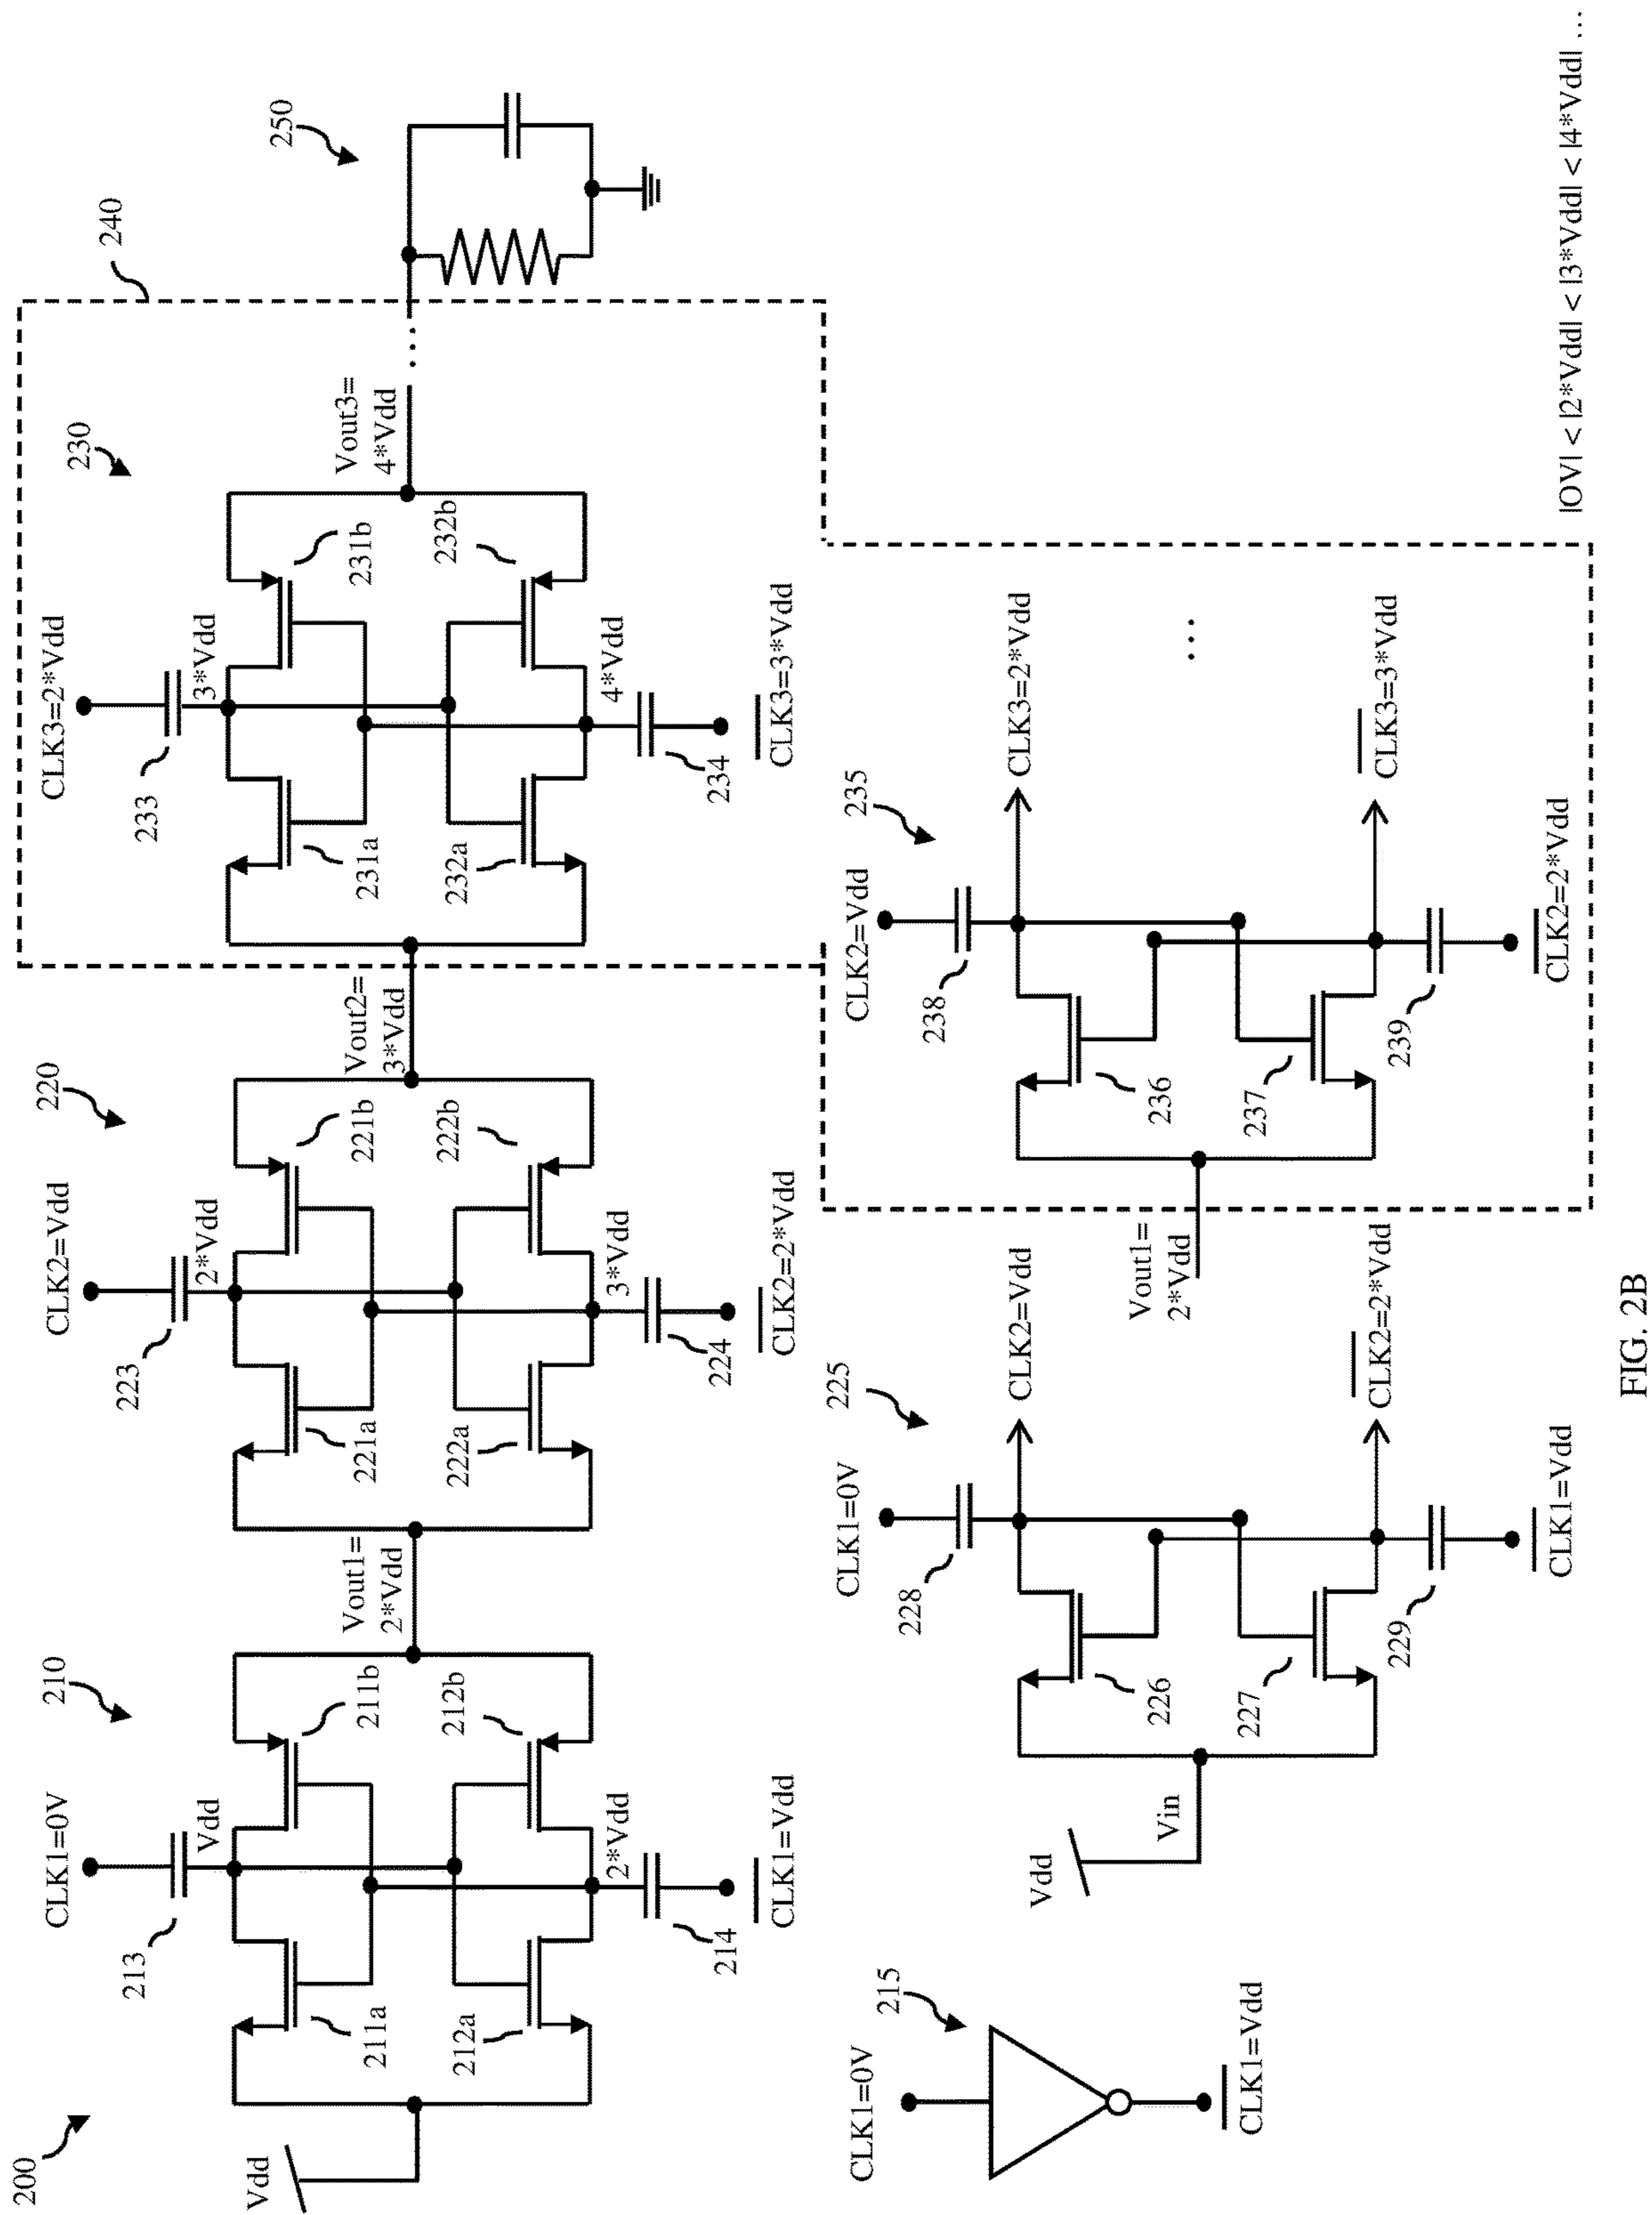 200
Vdd
210
CLK1=0V
213
Vdd
211a
211b
212a
212b
2*Vdd
214
CLK1=Vdd
Vout1=
2*Vdd
220
CLK2=Vdd
223
2*Vdd
221a
221b
222a
222b
3*Vdd
224
CLK2=2*Vdd
Vout2=
3*Vdd
230
CLK3=2*Vdd
233
3*Vdd
231a
231b
232a
232b
4*Vdd
234
CLK3=3*Vdd
Vout3=
4*Vdd
...
240
250
CLK1=0V
215
CLK1=Vdd
Vdd
Vin
225
CLK1=0V
228
CLK2=Vdd
226
227
229
CLK2=2*Vdd
CLK1=Vdd
Vout1=
2*Vdd
235
CLK2=Vdd
238
CLK3=2*Vdd
236
237
239
CLK3=3*Vdd
CLK2=2*Vdd
...
|OV| < |2*Vdd| < |3*Vdd| < |4*Vdd| ...
FIG. 2B